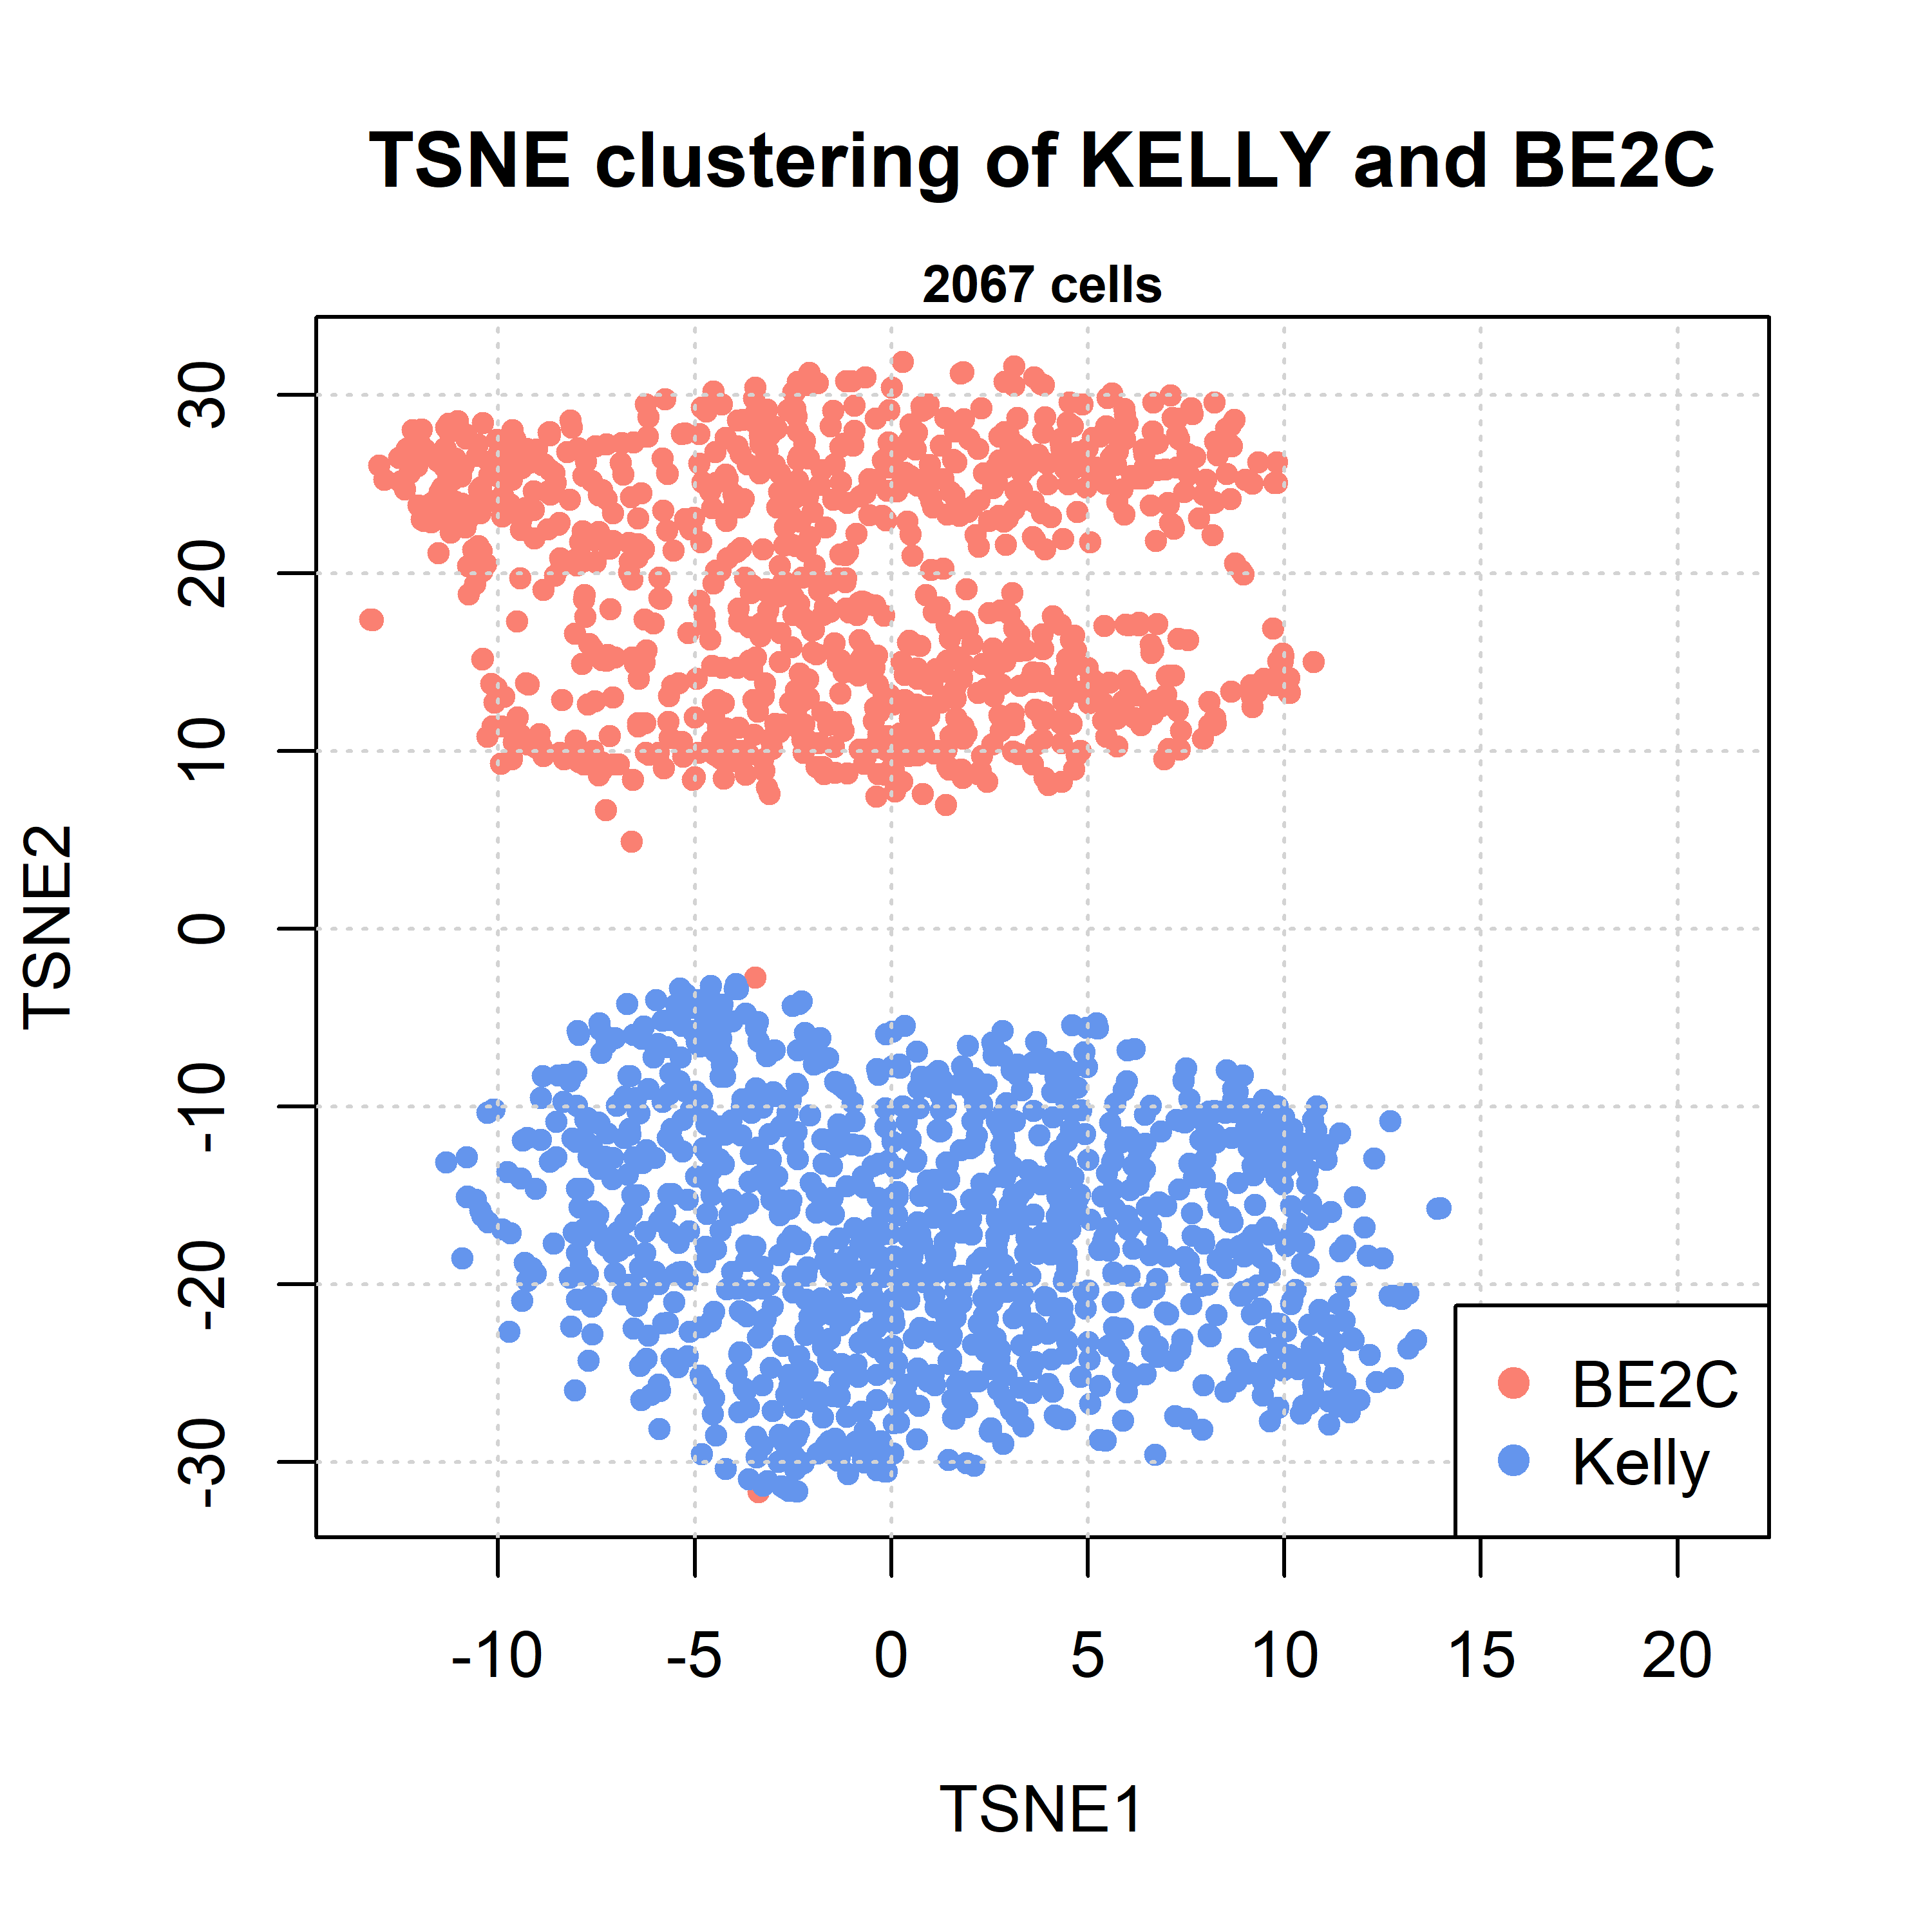 TSNE clustering of KELLY and BE2C
2067 cells
TSNE2
30
20
10
0
-10
-20
-30
BE2C
Kelly
-10 -5 0 5 10 15 20
TSNE1